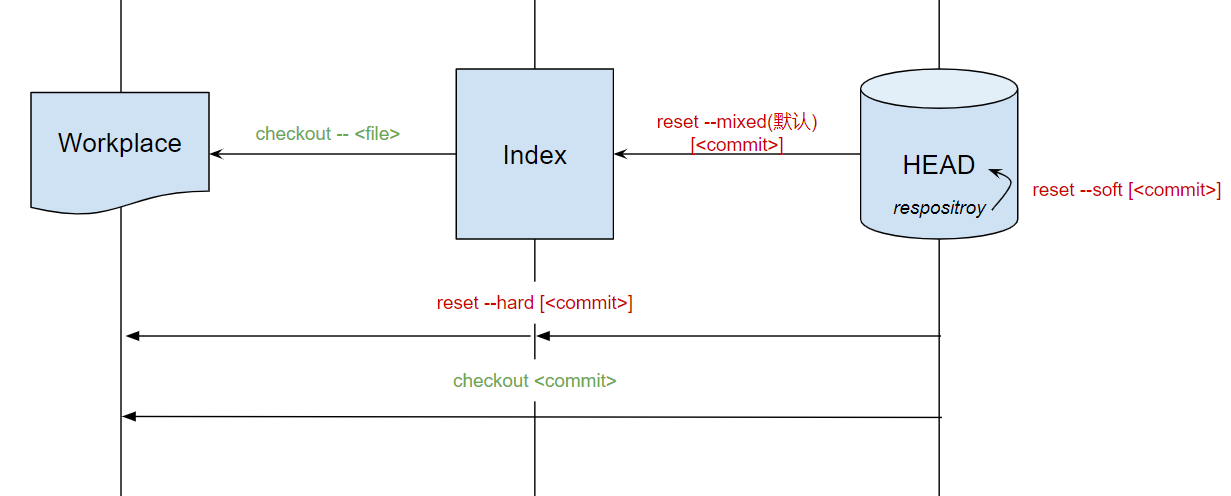 Workplace
checkout -- <file>
Index
reset --mixed(默认)
[<commit>]
HEAD
respositroy
reset --soft [<commit>]
reset --hard [<commit>]
checkout <commit>